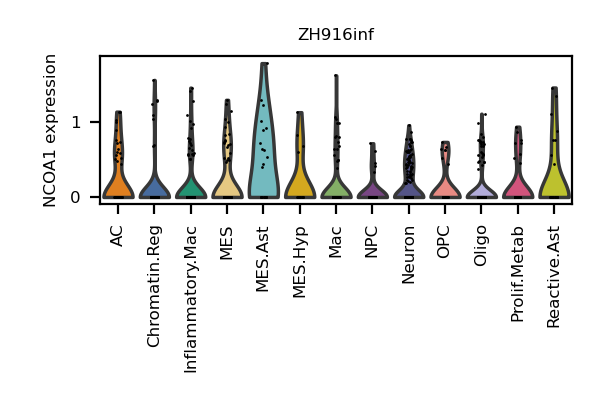 ZH916inf
NCOA1 expression
1
0
AC
Chromatin.Reg
Inflammatory.Mac
MES
MES.Ast
MES.Hyp
Mac
NPC
Neuron
OPC
Oligo
Prolif.Metab
Reactive.Ast